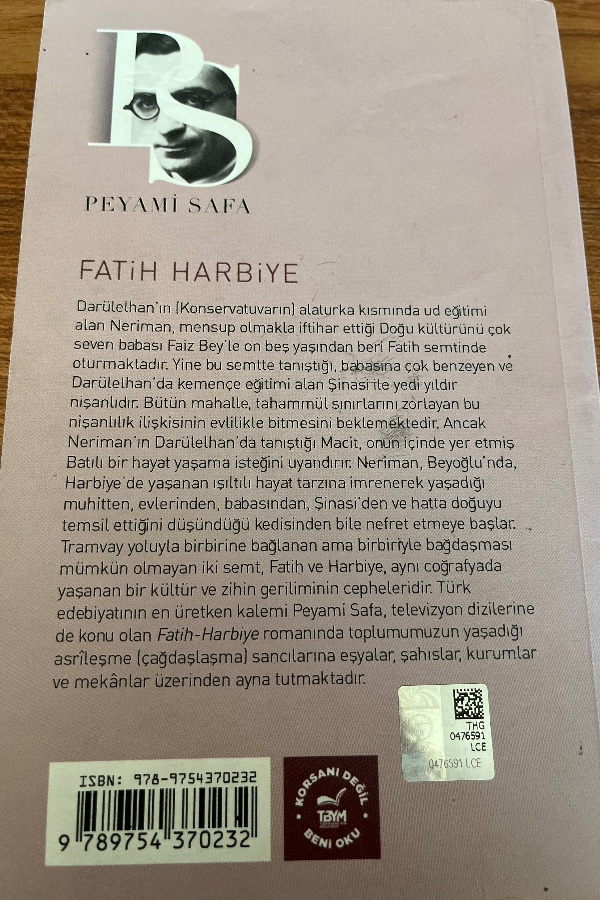 PS
PEYAMİ SAFA
FATİH HARBİYE
Darülelhan'ın (Konservatuvarın) alaturka kısmında ud eğitimi
alan Neriman, mensup olmakla iftihar ettiği Doğu kültürünü çok
seven babası Faiz Bey'le on beş yaşından beri Fatih semtinde
oturmaktadır. Yine bu semtte tanıştığı, babasına çok benzeyen ve
Darülelhan'da kemençe eğitimi alan Şinasi ile yedi yıldır
nişanlıdır. Bütün mahalle, tahammül sınırlarını zorlayan bu
nişanlılık ilişkisinin evlilikle bitmesini beklemektedir. Ancak
Neriman'ın Darülelhan'da tanıştığı Macit, onun içinde yer etmiş
Batılı bir hayat yaşama isteğini uyandırır. Neriman, Beyoğlu'nda,
Harbiye'de yaşanan ışıltılı hayat tarzına imrenerek yaşadığı
muhitten, evlerinden, babasından, Şinasi'den ve hatta doğuyu
temsil ettiğini düşündüğü kedisinden bile nefret etmeye başlar.
Tramvay yoluyla birbirine bağlanan ama birbiriyle bağdaşması
mümkün olmayan iki semt, Fatih ve Harbiye, aynı coğrafyada
yaşanan bir kültür ve zihin geriliminin cepheleridir. Türk
edebiyatının en üretken kalemi Peyami Safa, televizyon dizilerine
de konu olan Fatih-Harbiye romanında toplumumuzun yaşadığı
asrîleşme (çağdaşlaşma) sancılarına eşyalar, şahıslar, kurumlar
ve mekânlar üzerinden ayna tutmaktadır.
THG
0476591
LCE
0476591 LCE
ISBN: 978-9754370232
9 789754 370232
KORSANI DEĞİL
TBYM
BENİ OKU